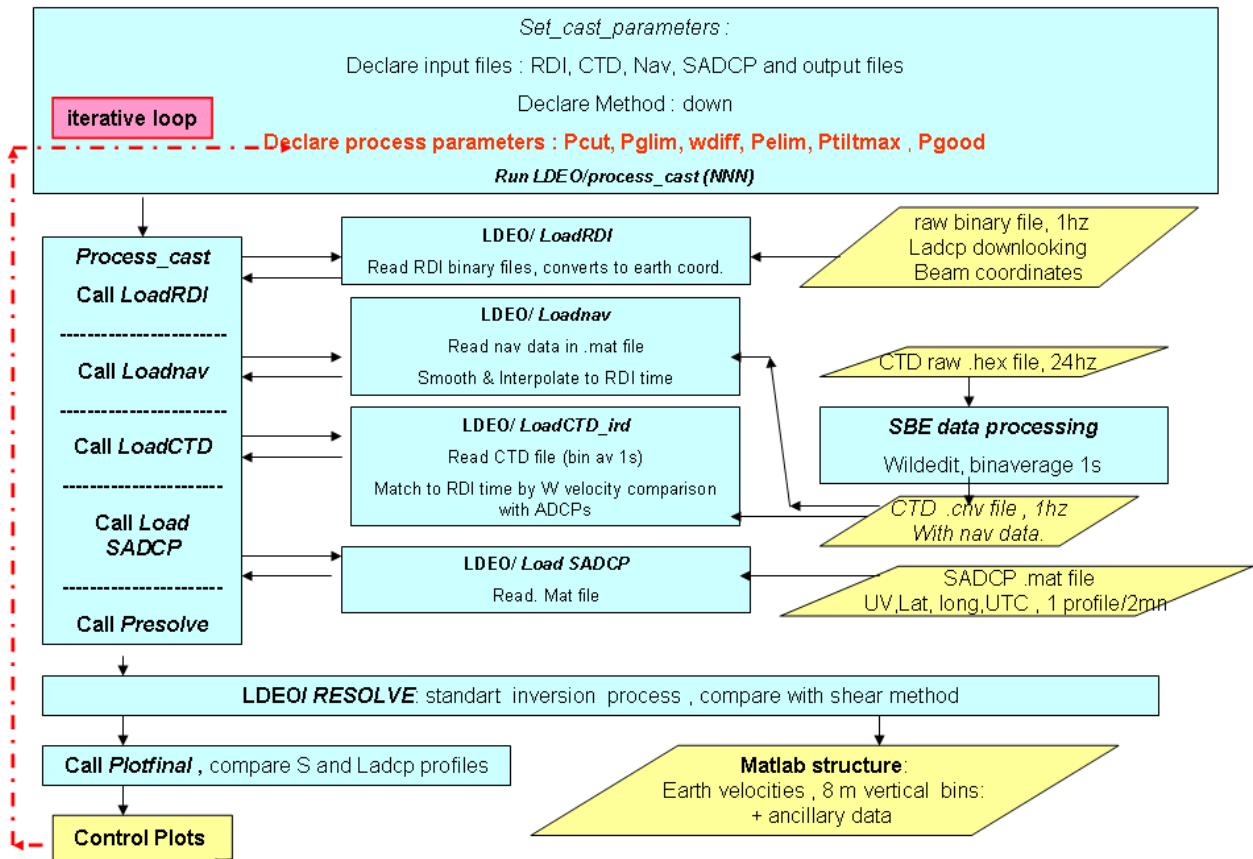 Set_cast_parameters :
Declare input files : RDI, CTD, Nav, SADCP and output files
Declare Method : down
iterative loop
Declare process parameters : Pcut, Pglim, wdiff, Pelim, Ptiltmax , Pgood
Run LDEO/process_cast (NNN)
Process_cast
Call LoadRDI
----------------------
Call Loadnav
----------------------
Call LoadCTD
----------------------
Call Load
SADCP
----------------------
Call Presolve
LDEO/ LoadRDI
Read RDI binary files, converts to earth coord.
raw binary file, 1hz
Ladcp downlooking
Beam coordinates
LDEO/ Loadnav
Read nav data in .mat file
Smooth & Interpolate to RDI time
CTD raw .hex file, 24hz
LDEO/ LoadCTD_ird
Read CTD file (bin av 1s)
Match to RDI time by W velocity comparison
with ADCPs
SBE data processing
Wildedit, binaverage 1s
CTD .cnv file , 1hz
With nav data.
LDEO/ Load SADCP
Read. Mat file
SADCP .mat file
UV,Lat, long,UTC , 1 profile/2mn
LDEO/ RESOLVE: standart inversion process , compare with shear method
Call Plotfinal , compare S and Ladcp profiles
Matlab structure:
Earth velocities , 8 m vertical bins:
+ ancillary data
Control Plots